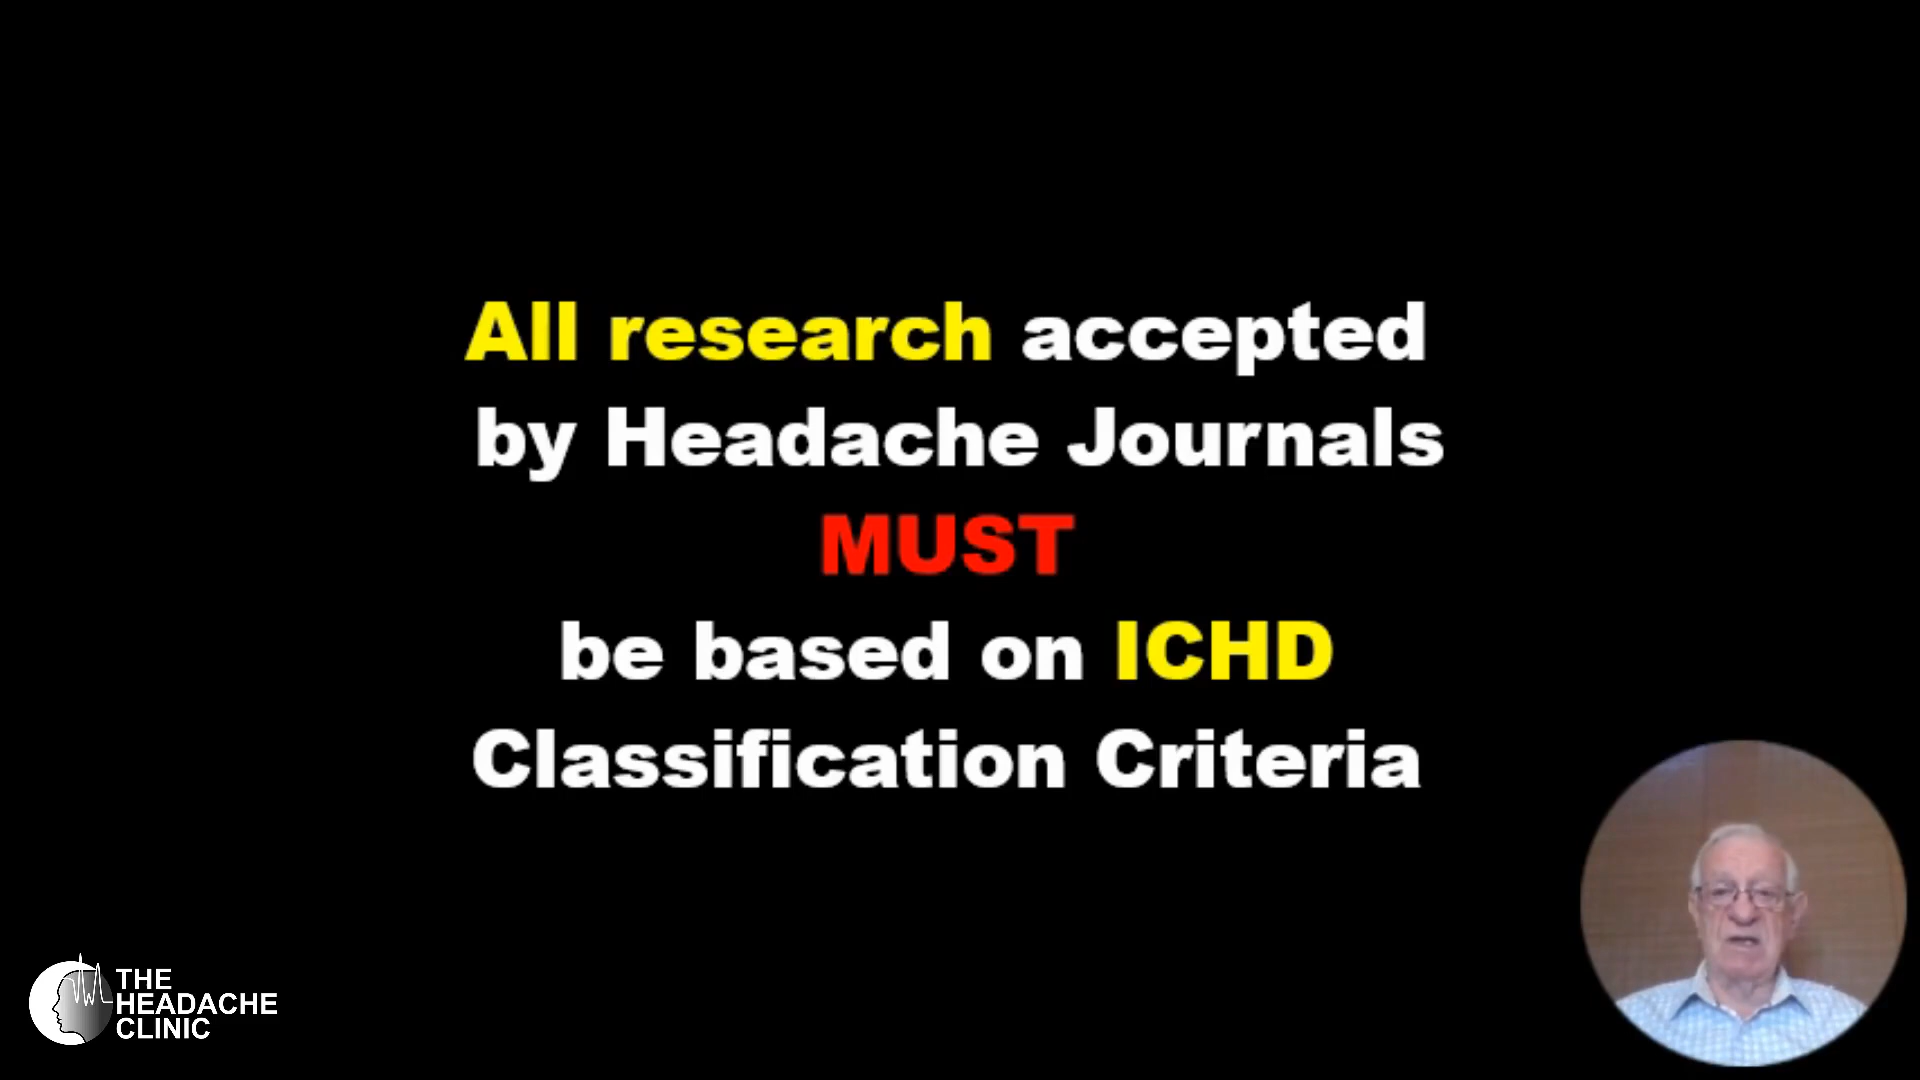 All research accepted
by Headache Journals
MUST
be based on ICHD
Classification Criteria
THE
HEADACHE
CLINIC